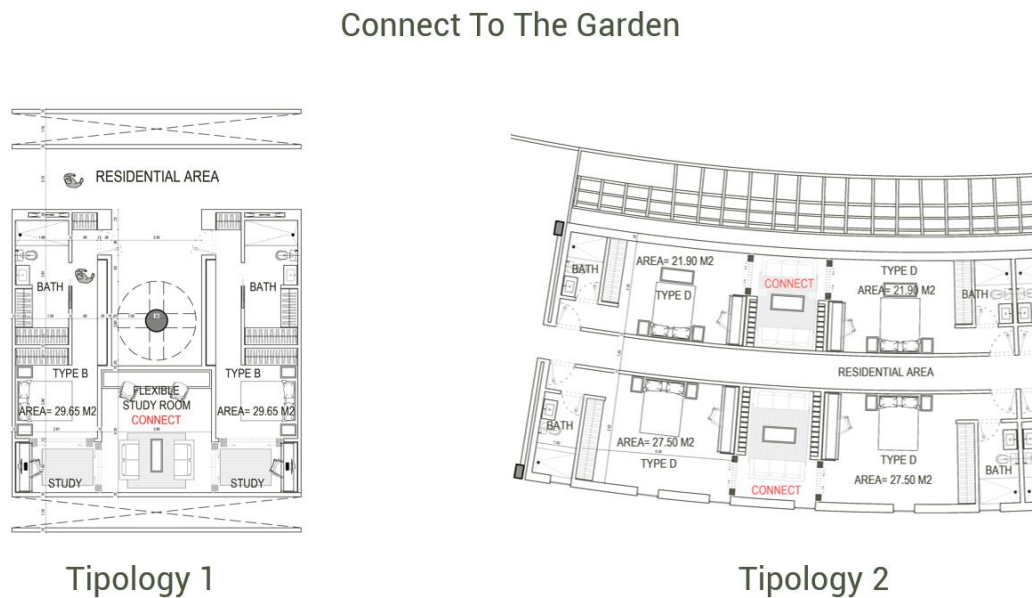 Connect To The Garden
RESIDENTIAL AREA
BATH
BATH
TYPE B
TYPE B
FLEXIBLE
STUDY ROOM
AREA= 29.65 M2
CONNECT
AREA= 29.65 M2
STUDY
STUDY
Tipology 1
AREA= 21.90 M2
BATH
TYPE D
CONNECT
TYPE D
AREA= 21.90 M2
BATH
RESIDENTIAL AREA
BATH
AREA= 27.50 M2
TYPE D
CONNECT
TYPE D
AREA= 27.50 M2
BATH
Tipology 2